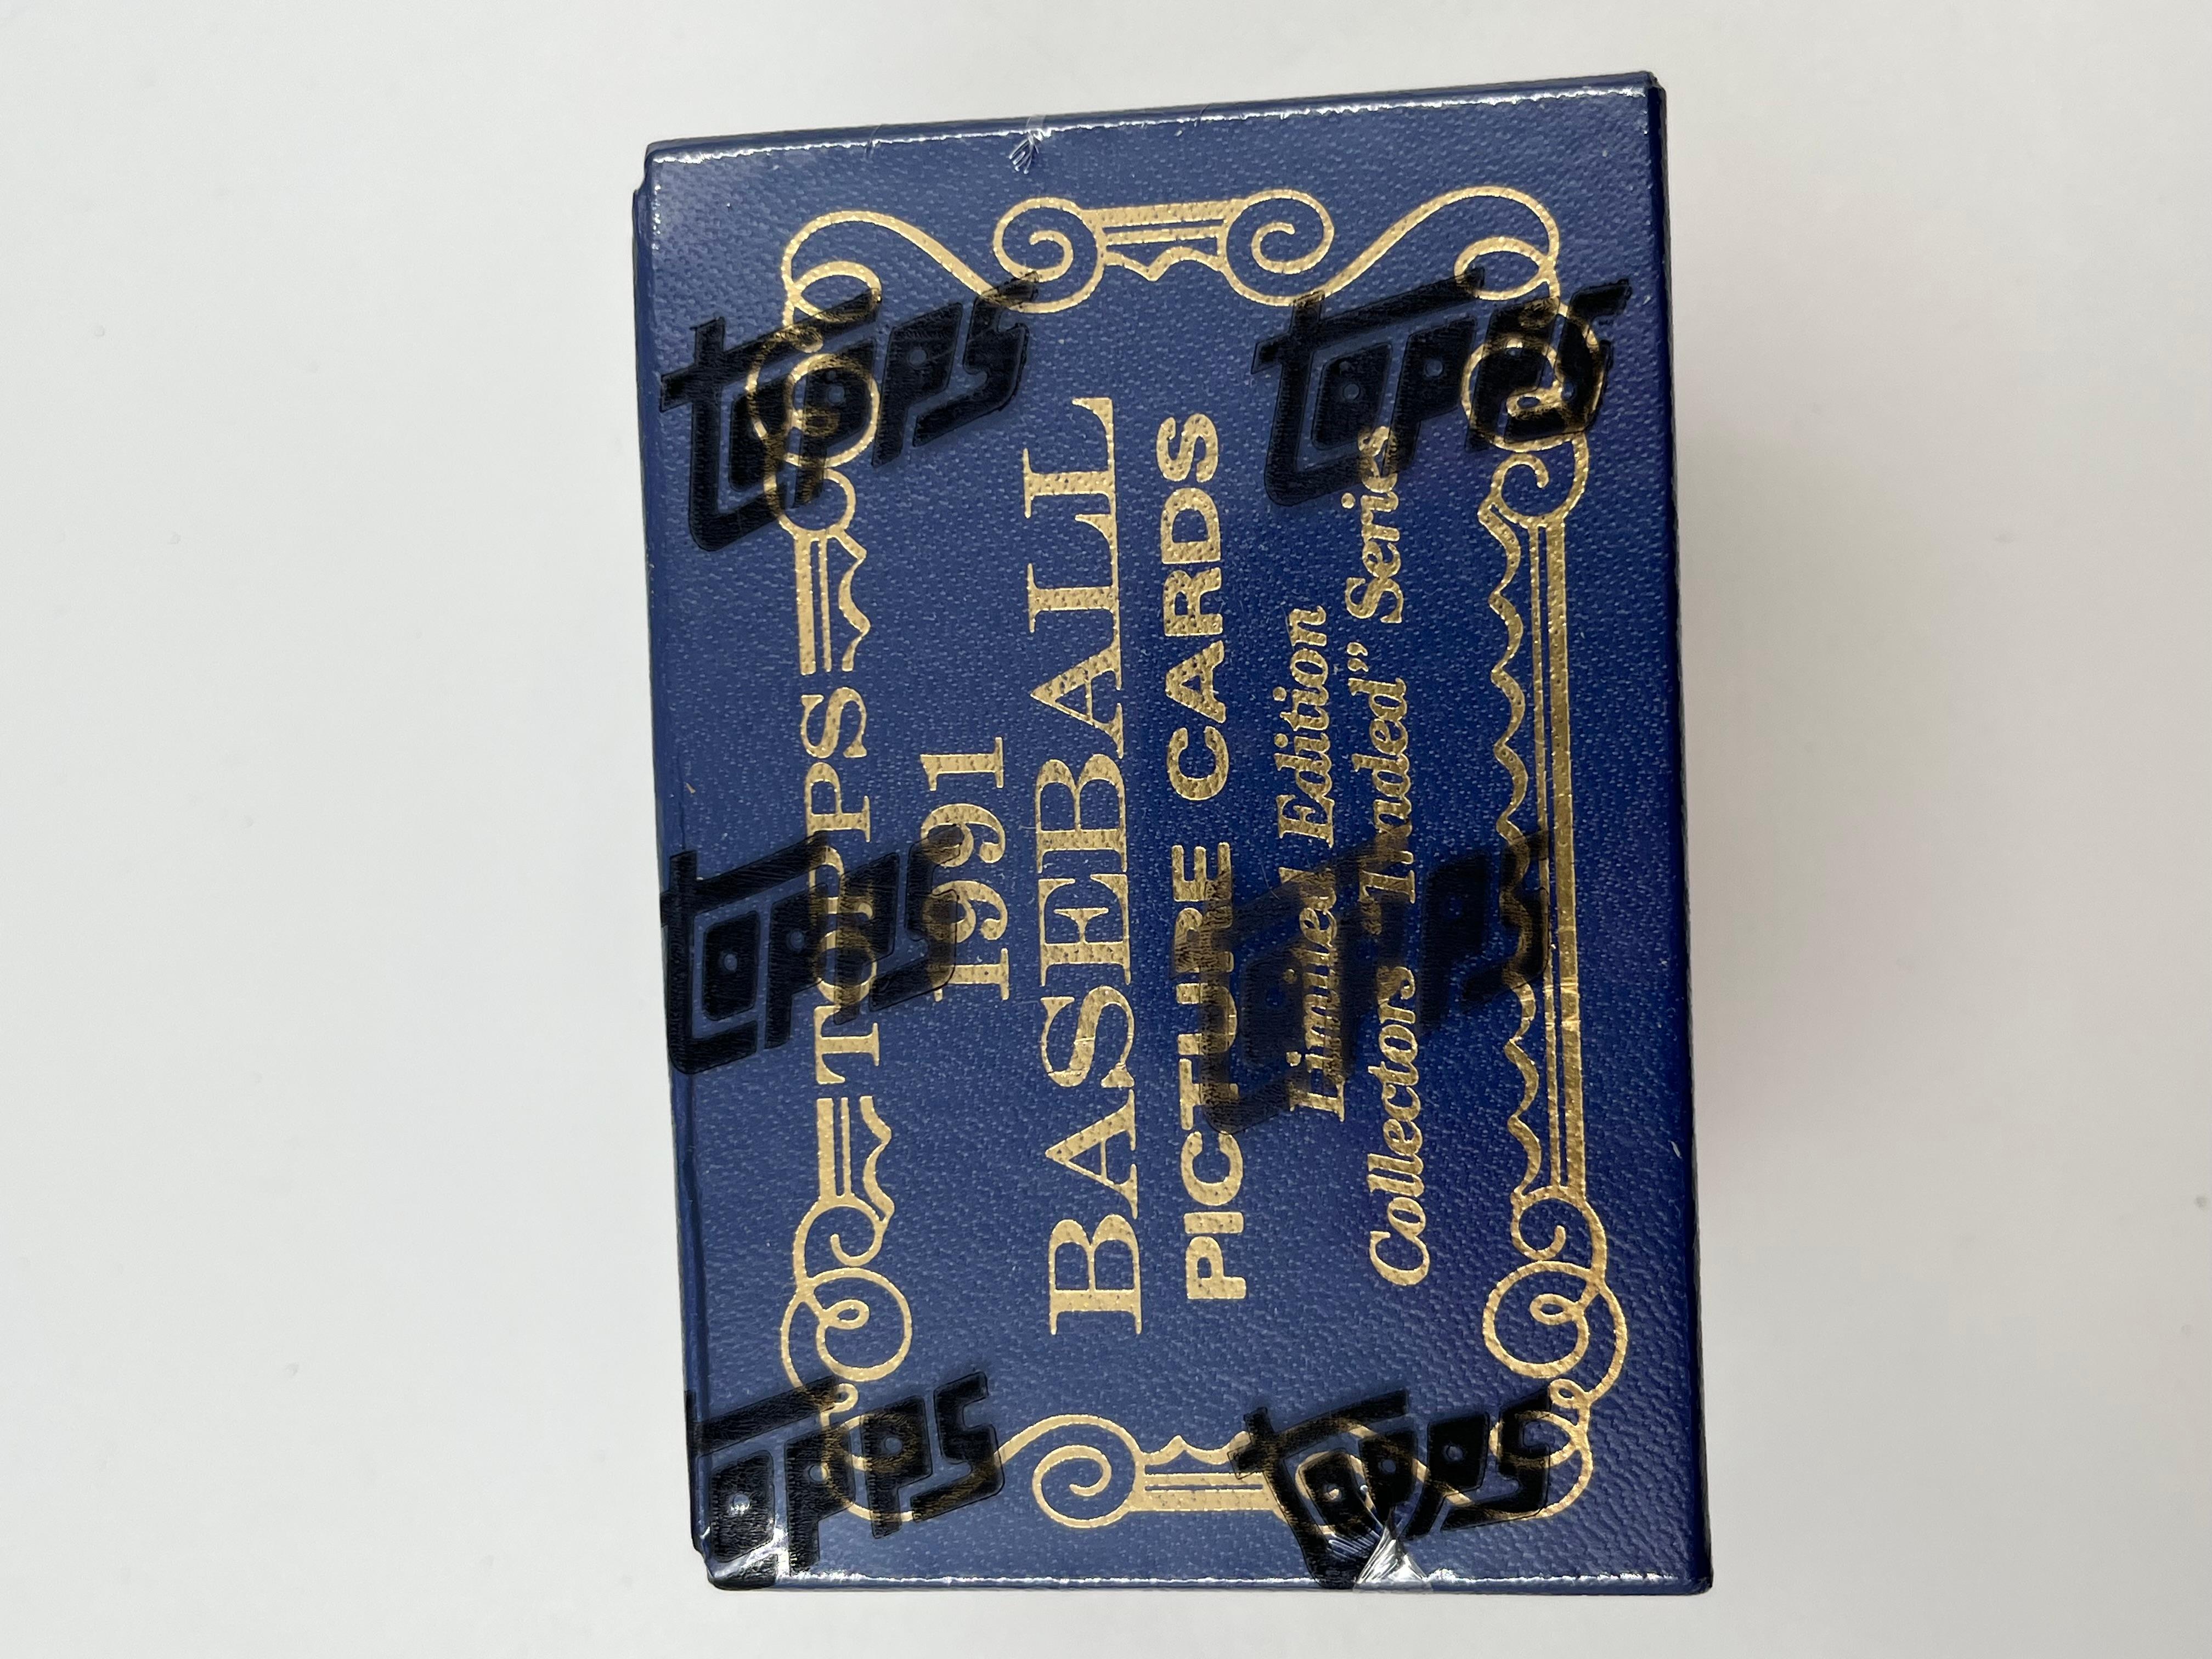 TOPPS
1991
BASEBALL
PICTURE CARDS
Limited Edition
Collectors "Traded" Series
topps
topps
topps
topps
topps
topps